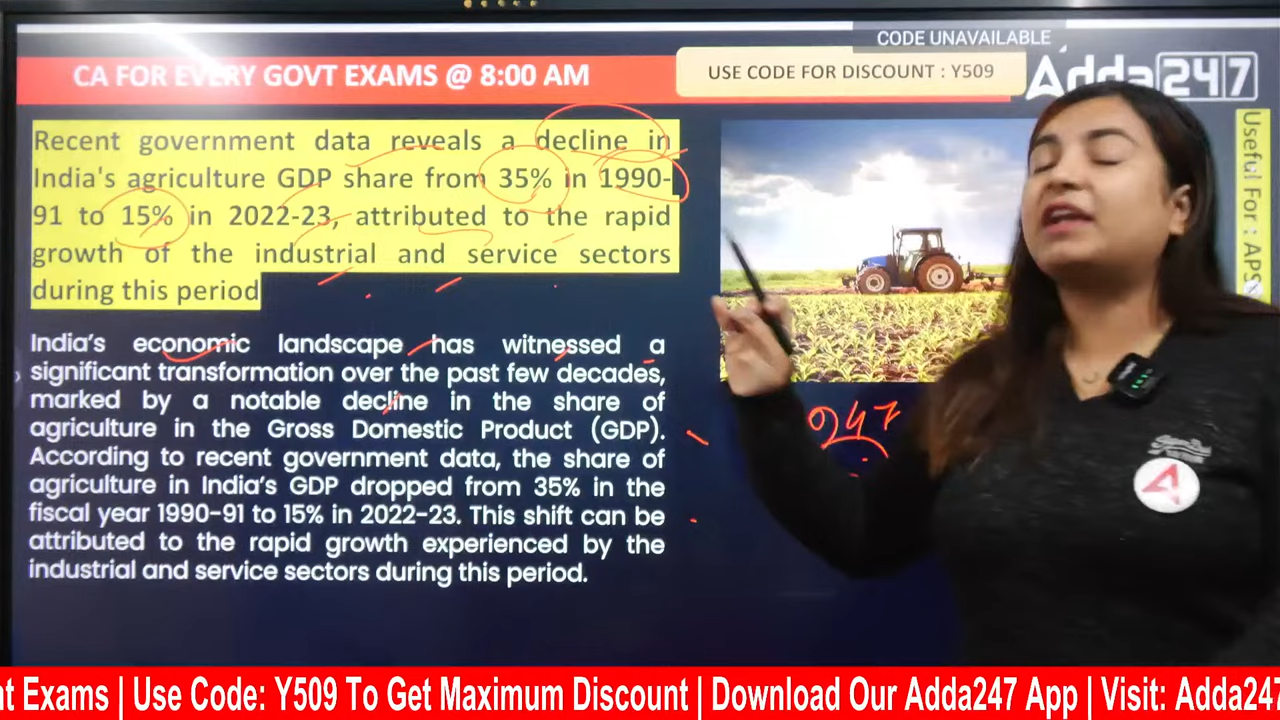 CODE UNAVAILABLE
CA FOR EVERY GOVT EXAMS @ 8:00 AM
USE CODE FOR DISCOUNT : Y509
Adda247
Recent government data reveals a decline in
India's agriculture GDP share from 35% in 1990-
91 to 15% in 2022-23, attributed to the rapid
growth of the industrial and service sectors
during this period
India's economic landscape has witnessed a
significant transformation over the past few decades,
marked by a notable decline in the share of
agriculture in the Gross Domestic Product (GDP).
According to recent government data, the share of
agriculture in India's GDP dropped from 35% in the
fiscal year 1990-91 to 15% in 2022-23. This shift can be
attributed to the rapid growth experienced by the
industrial and service sectors during this period.
247
Useful For : APS
nt Exams | Use Code: Y509 To Get Maximum Discount | Download Our Adda247 App | Visit: Adda247